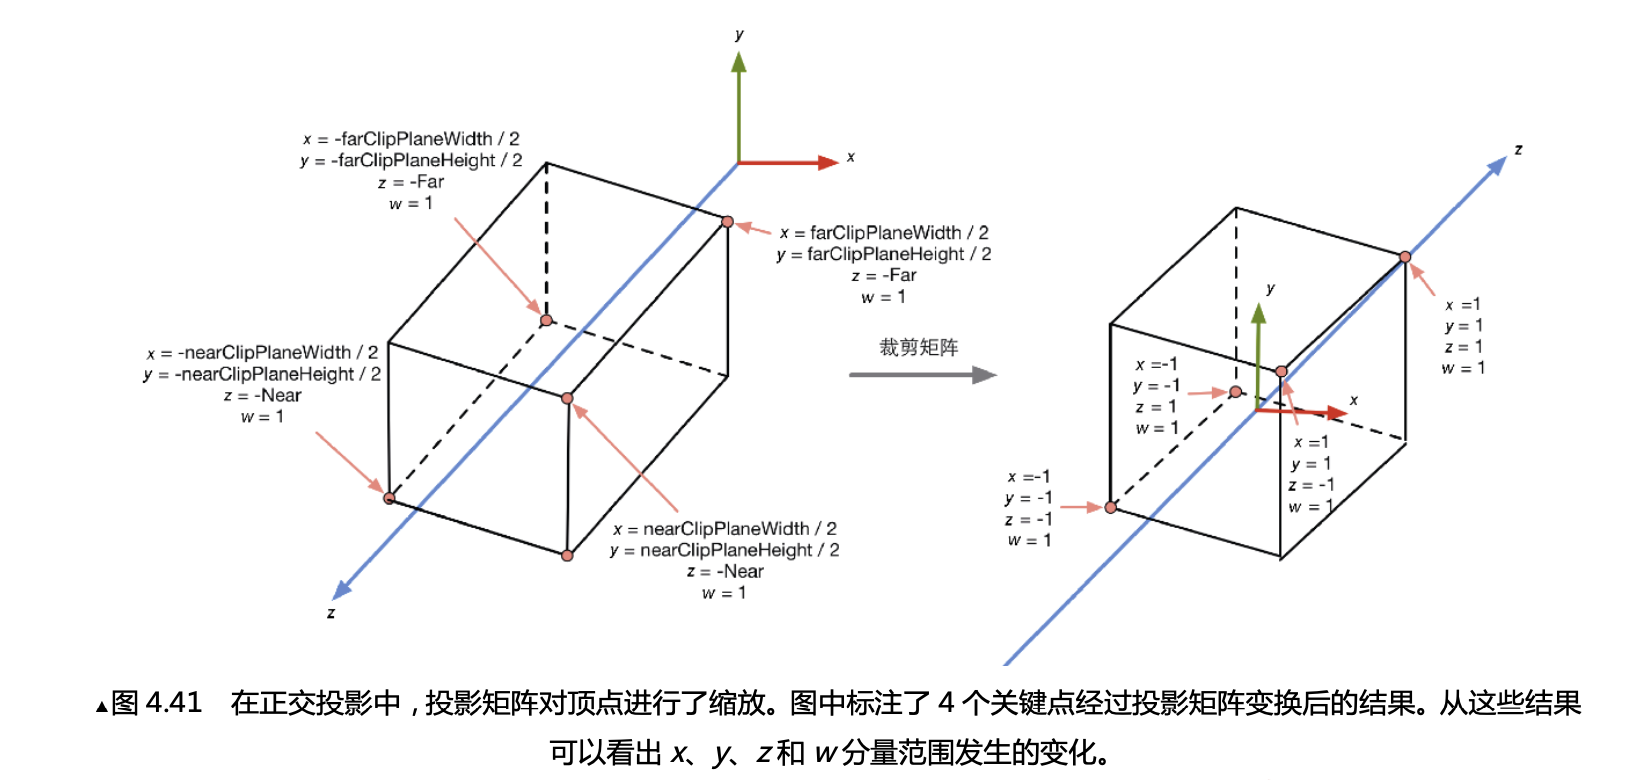 y
x
x = -farClipPlaneWidth / 2
y = -farClipPlaneHeight / 2
z = -Far
w = 1
x = farClipPlaneWidth / 2
y = farClipPlaneHeight / 2
z = -Far
w = 1
x = -nearClipPlaneWidth / 2
y = -nearClipPlaneHeight / 2
z = -Near
w = 1
x = nearClipPlaneWidth / 2
y = nearClipPlaneHeight / 2
z = -Near
w = 1
z
裁剪矩阵
z
y
x
x =1
y = 1
z = 1
w = 1
x =-1
y = -1
z = 1
w = 1
x =1
y = 1
z = -1
w = 1
x =-1
y = -1
z = -1
w = 1
▲图 4.41 在正交投影中，投影矩阵对顶点进行了缩放。图中标注了 4 个关键点经过投影矩阵变换后的结果。从这些结果
可以看出 x、y、z 和 w 分量范围发生的变化。